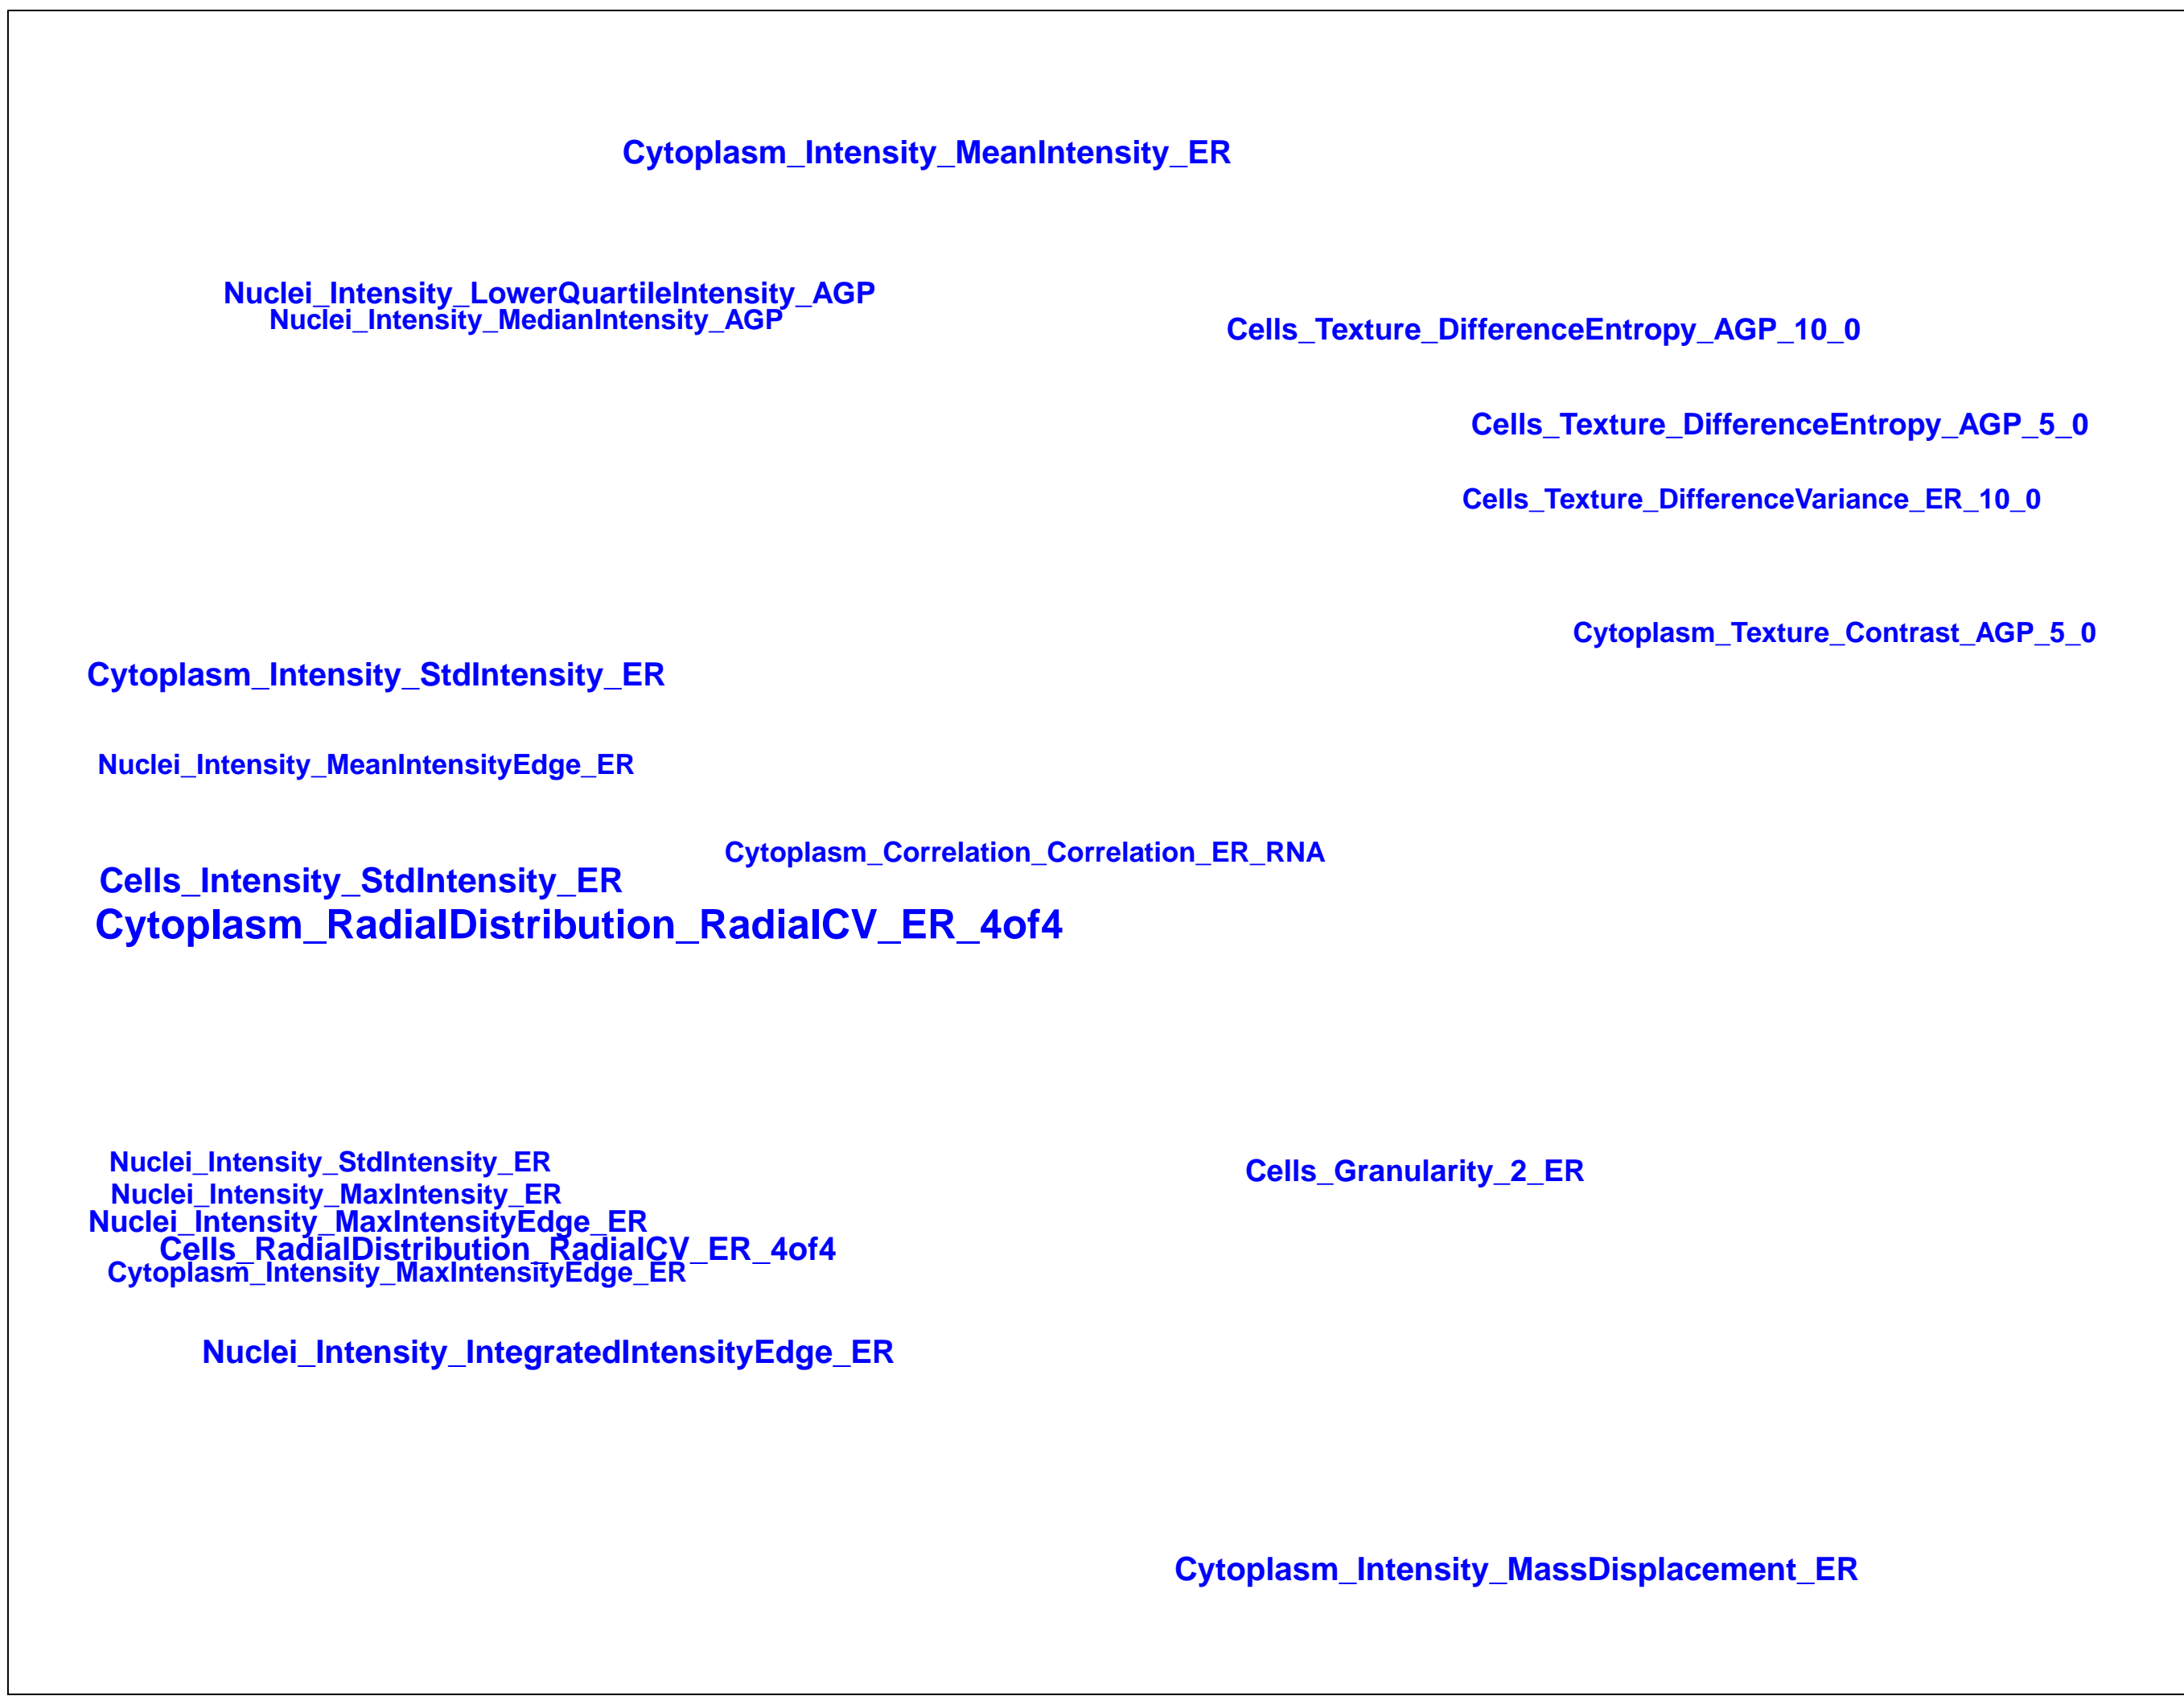 Cytoplasm_Intensity_MeanIntensity_ER
Nuclei_Intensity_LowerQuartileIntensity_AGP
Nuclei_Intensity_MedianIntensity_AGP
Cells_Texture_DifferenceEntropy_AGP_10_0
Cells_Texture_DifferenceEntropy_AGP_5_0
Cells_Texture_DifferenceVariance_ER_10_0
Cytoplasm_Texture_Contrast_AGP_5_0
Cytoplasm_Intensity_StdIntensity_ER
Nuclei_Intensity_MeanIntensityEdge_ER
Cytoplasm_Correlation_Correlation_ER_RNA
Cells_Intensity_StdIntensity_ER
Cytoplasm_RadialDistribution_RadialCV_ER_4of4
Nuclei_Intensity_StdIntensity_ER
Cells_Granularity_2_ER
Nuclei_Intensity_MaxIntensity_ER
Nuclei_Intensity_MaxIntensityEdge_ER
Cells_RadialDistribution_RadialCV_ER_4of4
Cytoplasm_Intensity_MaxIntensityEdge_ER
Nuclei_Intensity_IntegratedIntensityEdge_ER
Cytoplasm_Intensity_MassDisplacement_ER